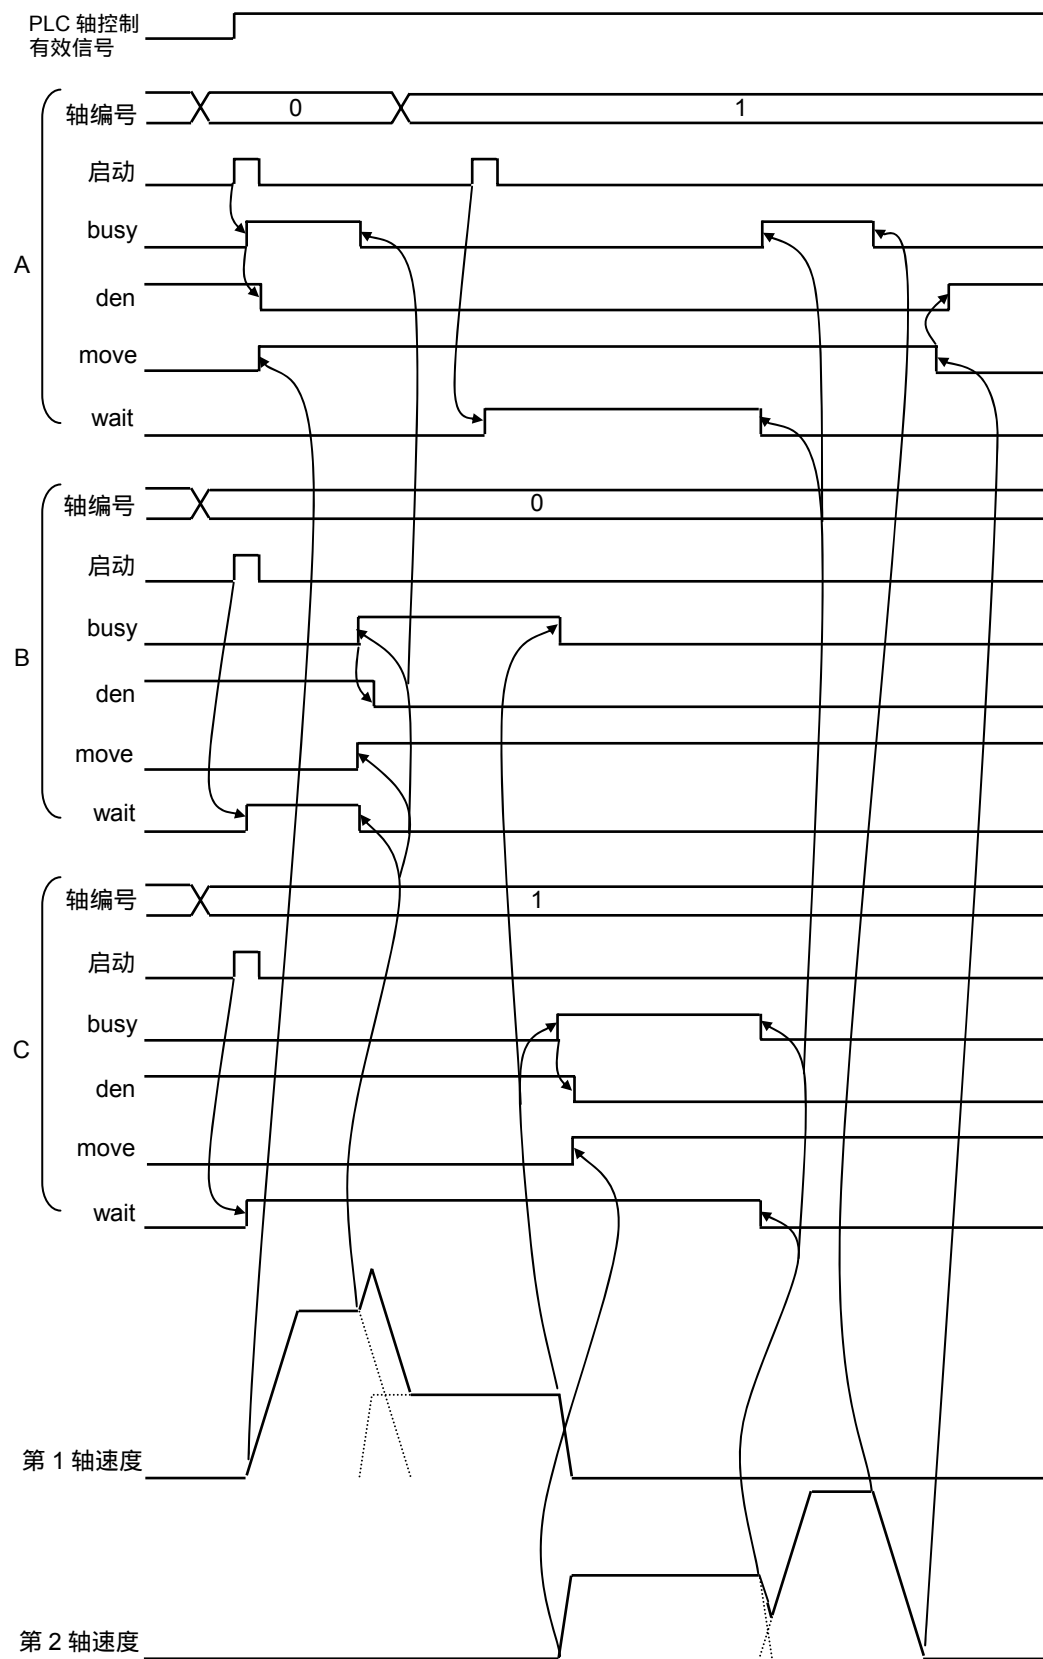 PLC 轴控制
有效信号
轴编号
0
1
启动
busy
A
den
move
wait
轴编号
0
启动
busy
B
den
move
wait
轴编号
1
启动
busy
C
den
move
wait
第 1 轴速度
第 2 轴速度